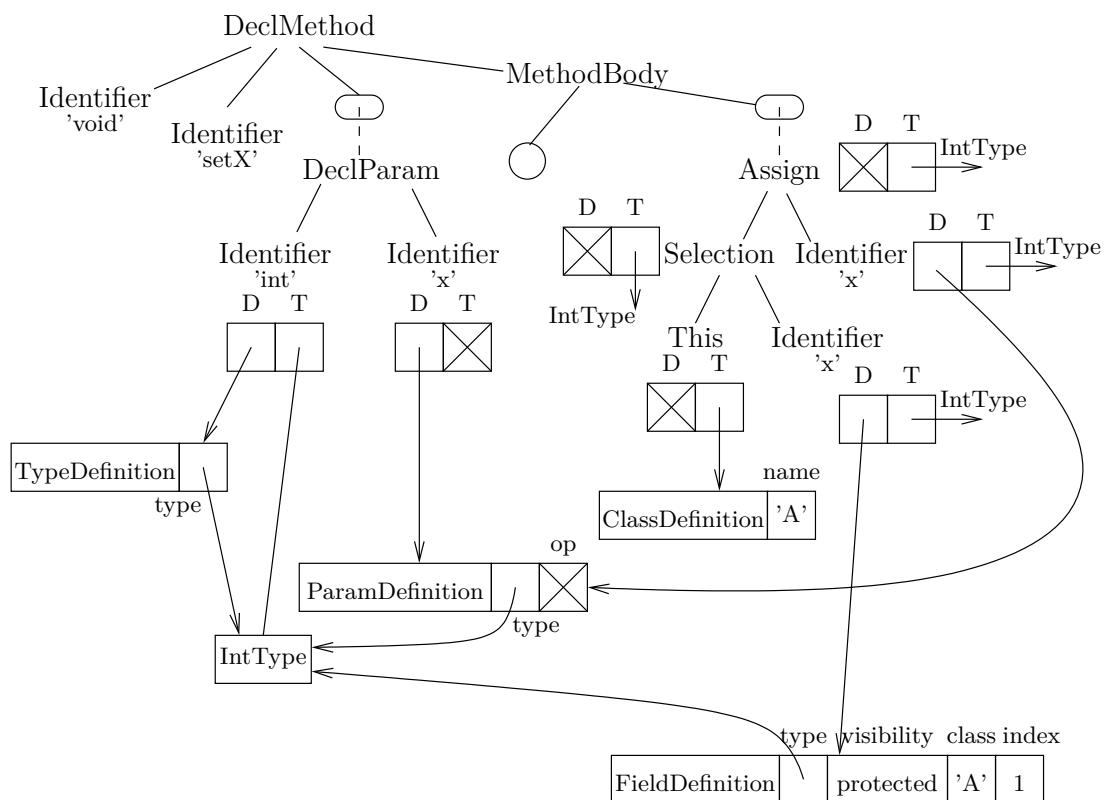 DeclMethod
MethodBody
Identifier
'void'
Identifier
'setX'
D T
IntType
DeclParam
Assign
D T
D T
Identifier
'int'
Identifier
'x'
Selection
Identifier
'x'
IntType
D T
D T
IntType
This
Identifier
'x'
D T
D T
IntType
TypeDefinition
type
name
ClassDefinition 'A'
op
ParamDefinition
type
IntType
type visibility class index
FieldDefinition protected 'A' 1